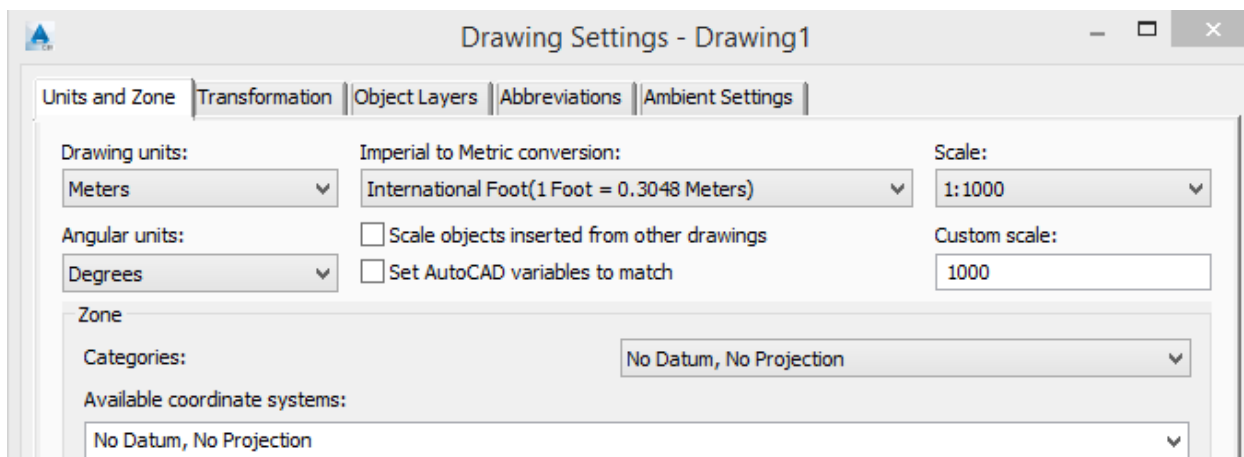 Drawing Settings - Drawing1
Units and Zone Transformation Object Layers Abbreviations Ambient Settings
Drawing units: Imperial to Metric conversion: Scale:
Meters International Foot(1 Foot = 0.3048 Meters) 1:1000
Angular units: Scale objects inserted from other drawings Custom scale:
Degrees Set AutoCAD variables to match 1000
Zone
Categories: No Datum, No Projection
Available coordinate systems:
No Datum, No Projection